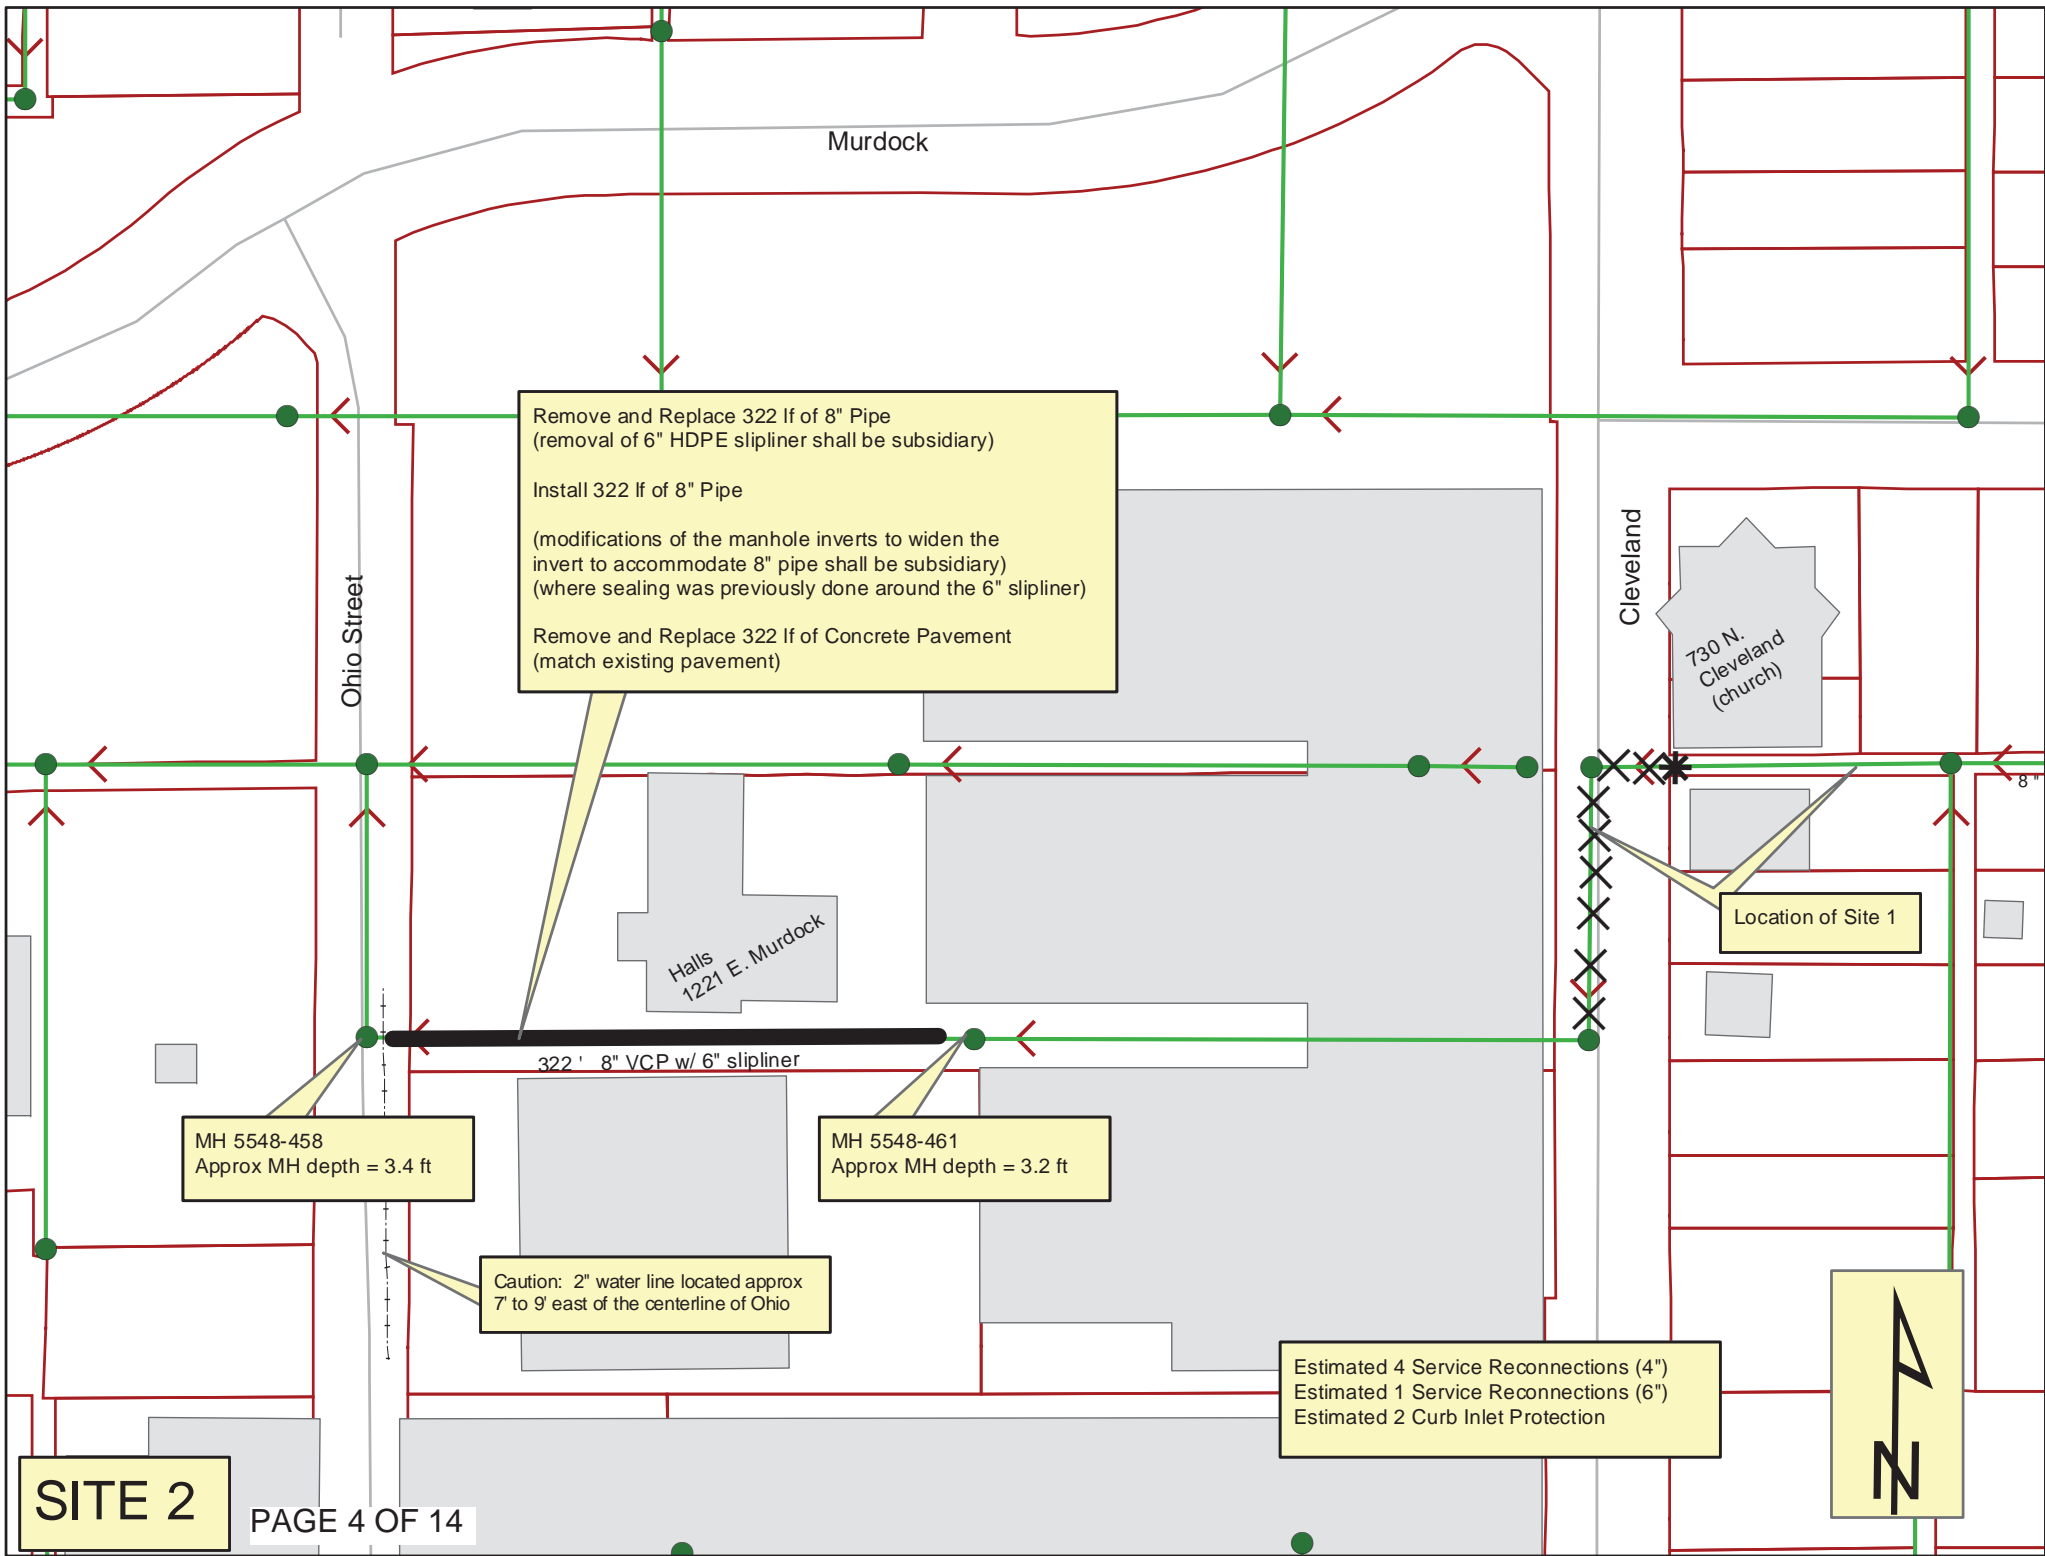 Murdock
Remove and Replace 322 lf of 8" Pipe
(removal of 6" HDPE slipliner shall be subsidiary)
Install 322 lf of 8" Pipe
(modifications of the manhole inverts to widen the
invert to accommodate 8" pipe shall be subsidiary)
(where sealing was previously done around the 6" slipliner)
Remove and Replace 322 lf of Concrete Pavement
(match existing pavement)
Ohio Street
Cleveland
730 N.
Cleveland
(church)
8 "
Location of Site 1
Halls
1221 E. Murdock
322 ' 8" VCP w/ 6" slipliner
MH 5548-458
Approx MH depth = 3.4 ft
MH 5548-461
Approx MH depth = 3.2 ft
Caution: 2" water line located approx
7' to 9' east of the centerline of Ohio
Estimated 4 Service Reconnections (4")
Estimated 1 Service Reconnections (6")
Estimated 2 Curb Inlet Protection
N
SITE 2
PAGE 4 OF 14